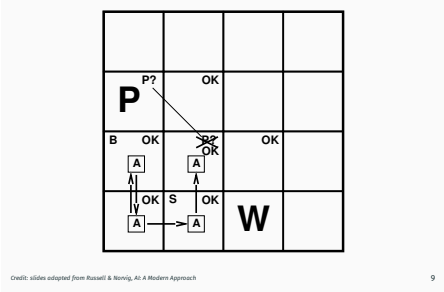 P? OK
P
B OK P? OK OK
A A
OK S OK
W
A A
Credit: slides adapted from Russell & Norvig, AI: A Modern Approach
9